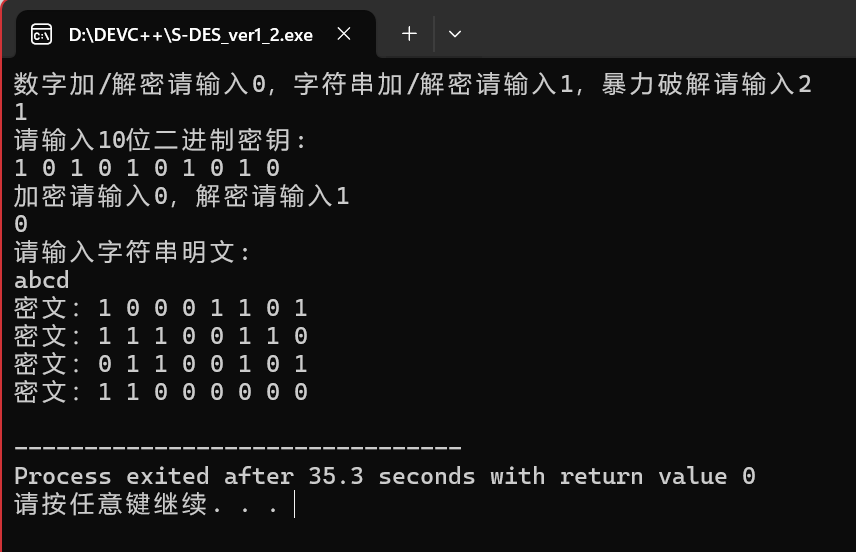 D:\DEVC++\S-DES_ver1_2.exe
数字加/解密请输入0，字符串加/解密请输入1，暴力破解请输入2
1
请输入10位二进制密钥：
1 0 1 0 1 0 1 0 1 0
加密请输入0，解密请输入1
0
请输入字符串明文：
abcd
密文：1 0 0 0 1 1 0 1
密文：1 1 1 0 0 1 1 0
密文：0 1 1 0 0 1 0 1
密文：1 1 0 0 0 0 0 0
--------------------------------
Process exited after 35.3 seconds with return value 0
请按任意键继续. . .